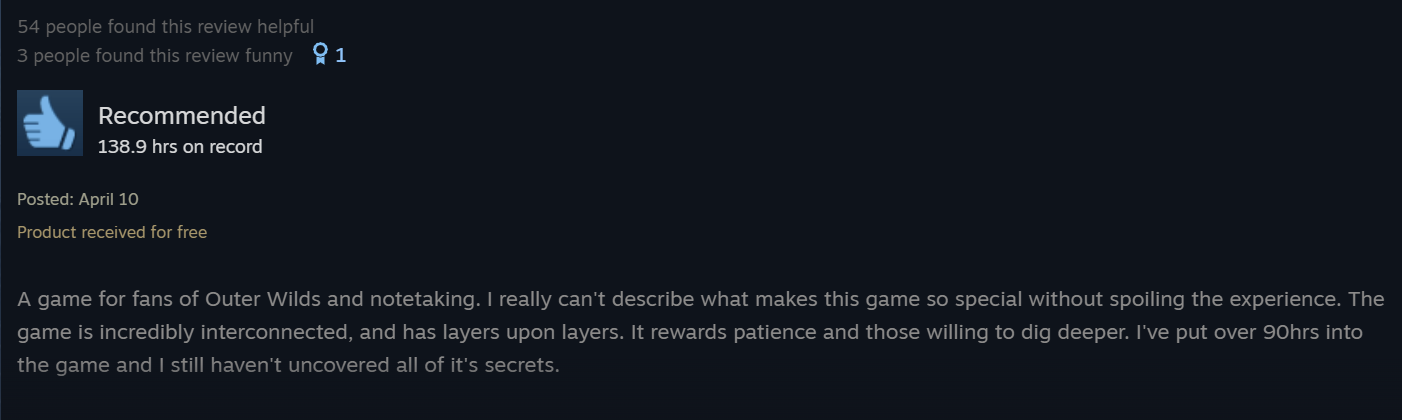 54 people found this review helpful
3 people found this review funny 1
Recommended
138.9 hrs on record
Posted: April 10
Product received for free
A game for fans of Outer Wilds and notetaking. I really can't describe what makes this game so special without spoiling the experience. The
game is incredibly interconnected, and has layers upon layers. It rewards patience and those willing to dig deeper. I've put over 90hrs into
the game and I still haven't uncovered all of it's secrets.